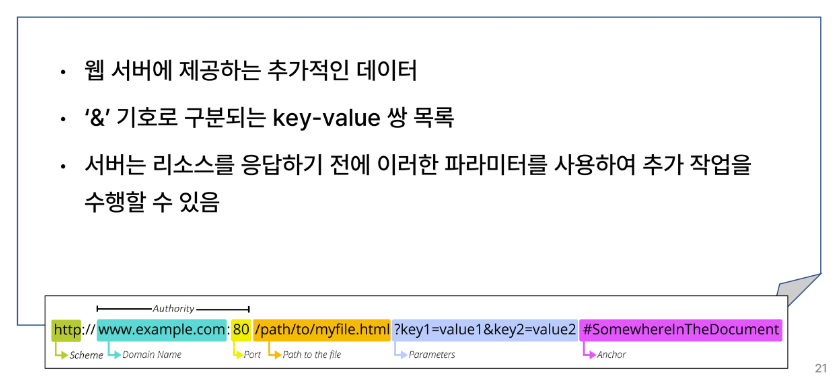 • 웹 서버에 제공하는 추가적인 데이터
• ‘&’ 기호로 구분되는 key-value 쌍 목록
• 서버는 리소스를 응답하기 전에 이러한 파라미터를 사용하여 추가 작업을
수행할 수 있음
Authority
http://www.example.com:80/path/to/myfile.html?key1=value1&key2=value2#SomewhereInTheDocument
Scheme Domain Name Port Path to the file Parameters Anchor
21